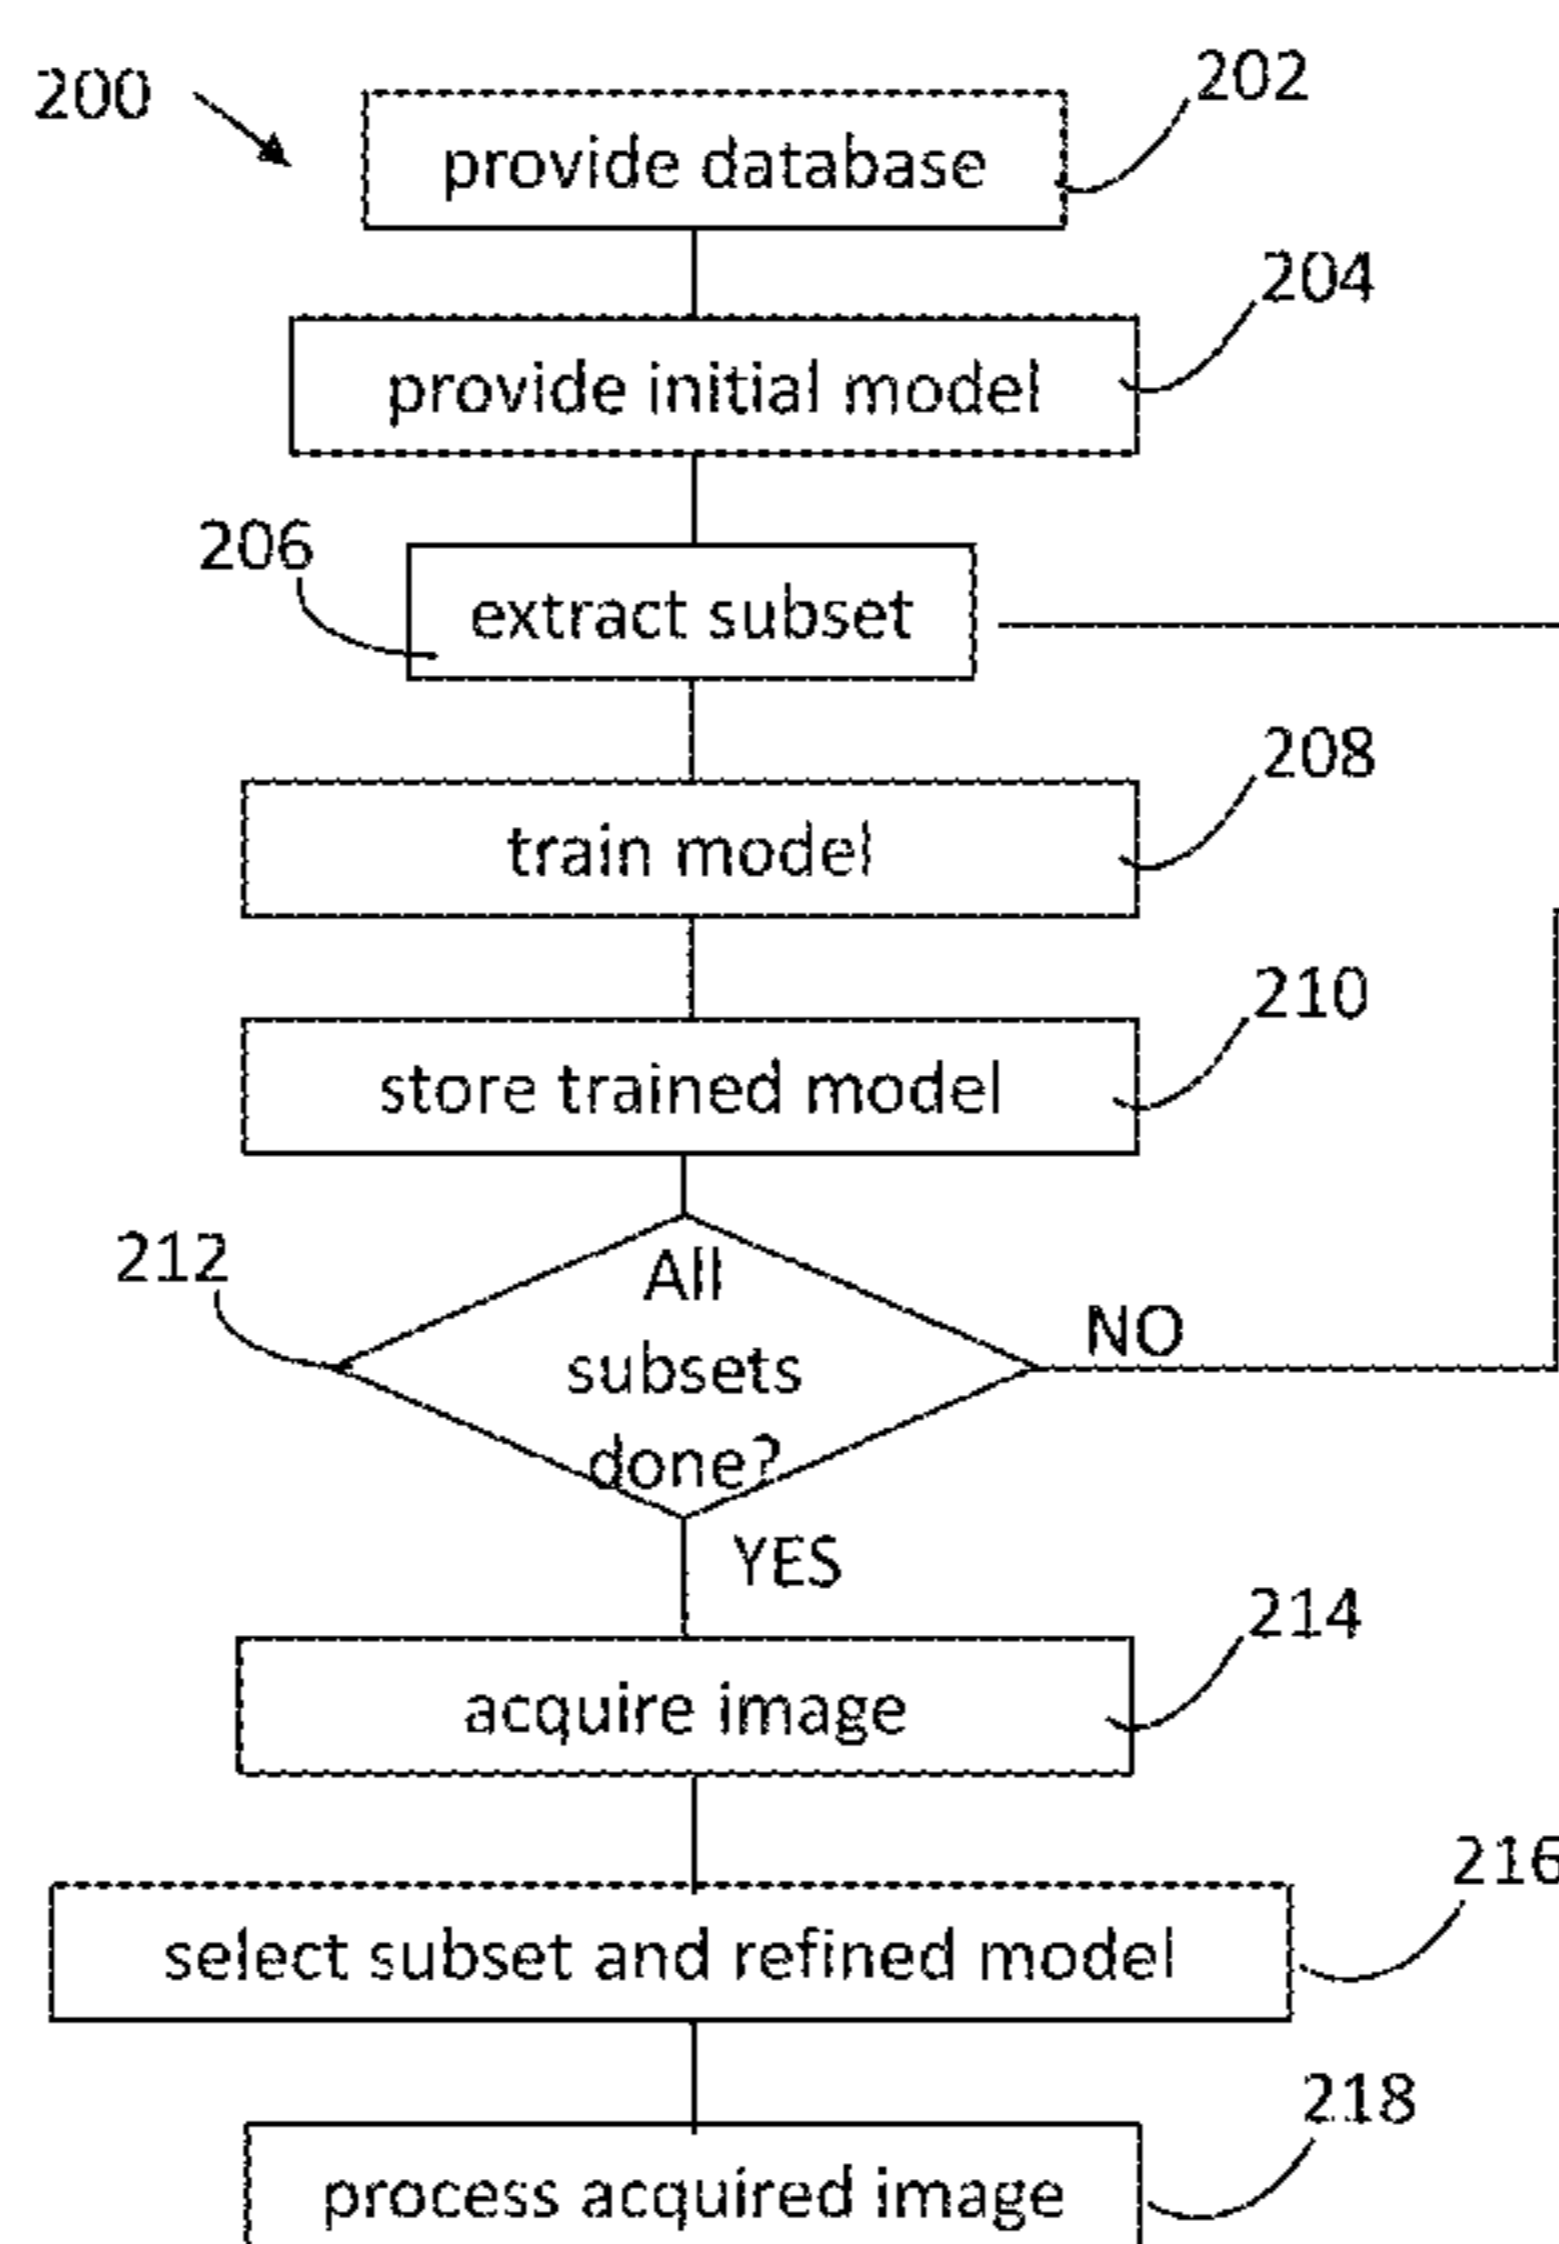 200
202
provide database
204
provide initial model
206
extract subset
208
train model
210
store trained model
212
All
subsets
done?
NO
YES
214
acquire image
216
select subset and refined model
218
process acquired image